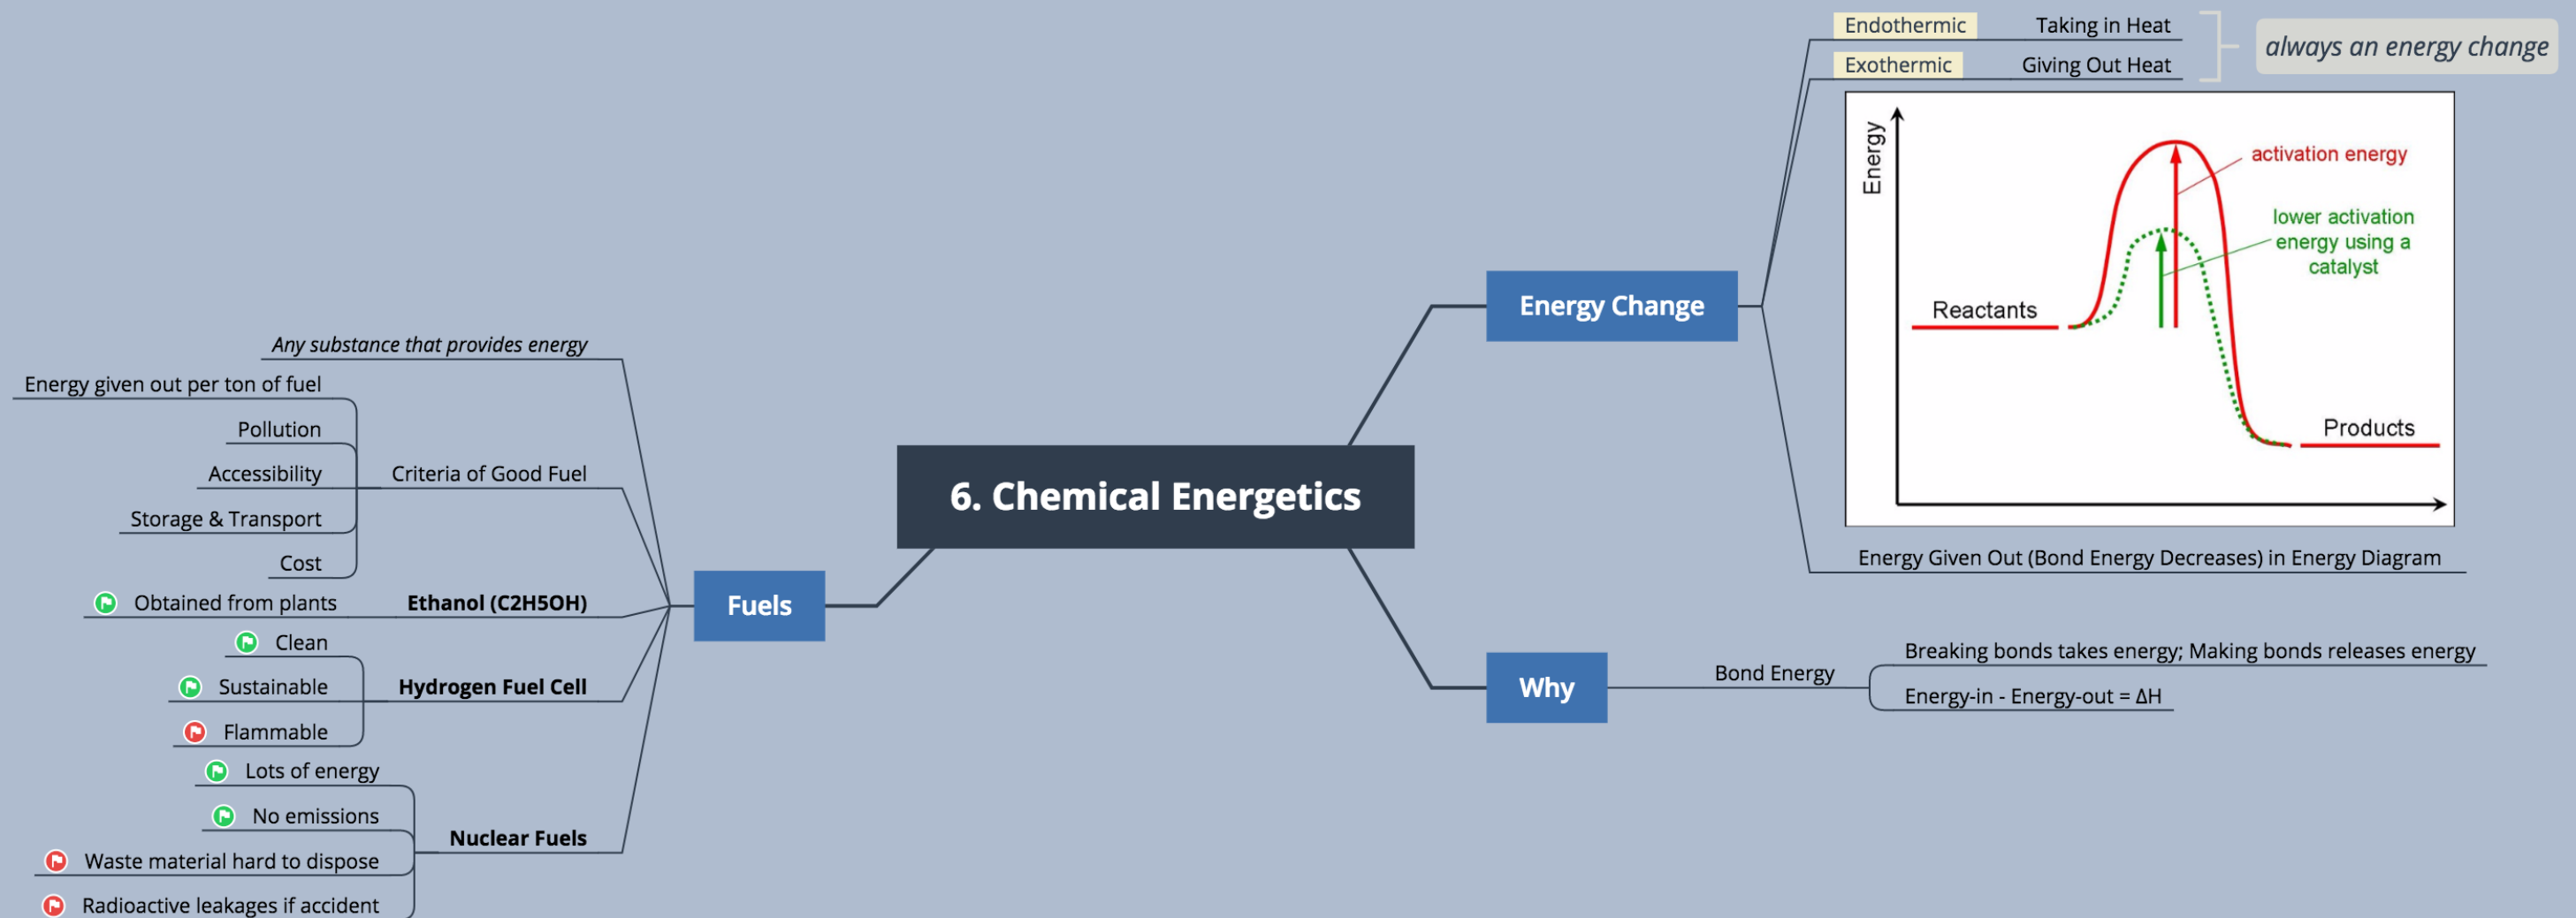 6. Chemical Energetics
Energy Change
Endothermic Taking in Heat
Exothermic Giving Out Heat
always an energy change
Energy
activation energy
lower activation
energy using a
catalyst
Reactants
Products
Energy Given Out (Bond Energy Decreases) in Energy Diagram
Why
Bond Energy
Breaking bonds takes energy; Making bonds releases energy
Energy-in - Energy-out = ΔH
Fuels
Any substance that provides energy
Criteria of Good Fuel
Energy given out per ton of fuel
Pollution
Accessibility
Storage & Transport
Cost
Ethanol (C2H5OH)
Obtained from plants
Hydrogen Fuel Cell
Clean
Sustainable
Flammable
Nuclear Fuels
Lots of energy
No emissions
Waste material hard to dispose
Radioactive leakages if accident